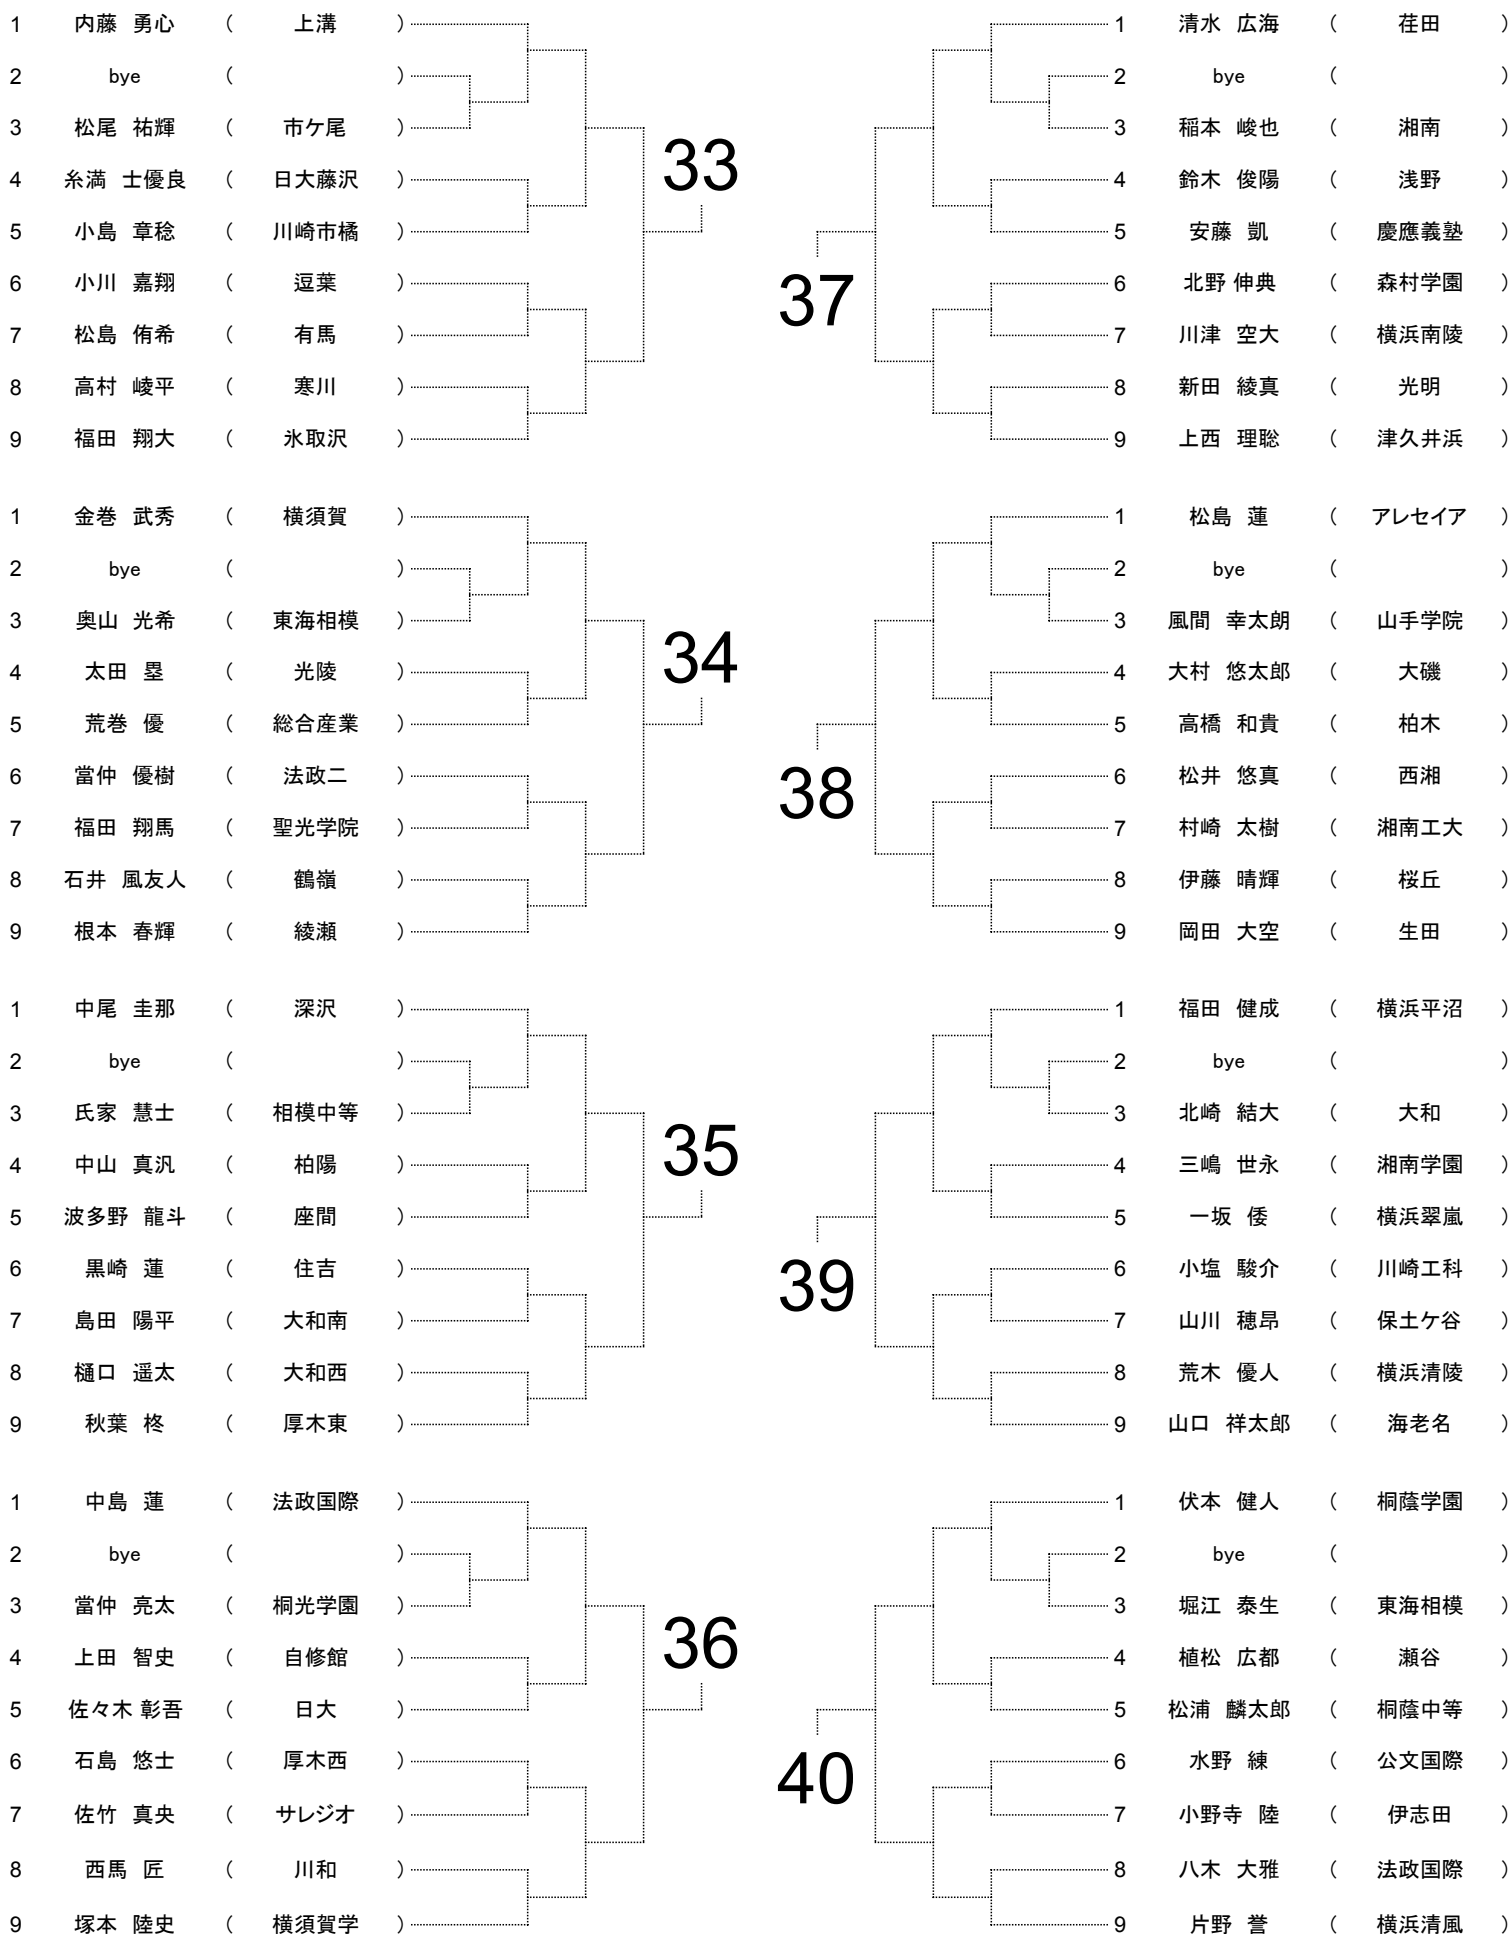 1 内藤 勇心 ( 上溝 )
2 bye ( )
3 松尾 祐輝 ( 市ケ尾 )
4 糸満 士優良 ( 日大藤沢 )
5 小島 章稔 ( 川崎市橘 )
6 小川 嘉翔 ( 逗葉 )
7 松島 侑希 ( 有馬 )
8 高村 崚平 ( 寒川 )
9 福田 翔大 ( 氷取沢 )
33
1 金巻 武秀 ( 横須賀 )
2 bye ( )
3 奥山 光希 ( 東海相模 )
4 太田 塁 ( 光陵 )
5 荒巻 優 ( 総合産業 )
6 當仲 優樹 ( 法政二 )
7 福田 翔馬 ( 聖光学院 )
8 石井 風友人 ( 鶴嶺 )
9 根本 春輝 ( 綾瀬 )
34
1 中尾 圭那 ( 深沢 )
2 bye ( )
3 氏家 慧士 ( 相模中等 )
4 中山 真汎 ( 柏陽 )
5 波多野 龍斗 ( 座間 )
6 黒崎 蓮 ( 住吉 )
7 島田 陽平 ( 大和南 )
8 樋口 遥太 ( 大和西 )
9 秋葉 柊 ( 厚木東 )
35
1 中島 蓮 ( 法政国際 )
2 bye ( )
3 當仲 亮太 ( 桐光学園 )
4 上田 智史 ( 自修館 )
5 佐々木 彰吾 ( 日大 )
6 石島 悠士 ( 厚木西 )
7 佐竹 真央 ( サレジオ )
8 西馬 匠 ( 川和 )
9 塚本 陸史 ( 横須賀学 )
36
1 清水 広海 ( 荏田 )
2 bye ( )
3 稲本 峻也 ( 湘南 )
4 鈴木 俊陽 ( 浅野 )
5 安藤 凱 ( 慶應義塾 )
6 北野 伸典 ( 森村学園 )
7 川津 空大 ( 横浜南陵 )
8 新田 綾真 ( 光明 )
9 上西 理聡 ( 津久井浜 )
37
1 松島 蓮 ( アレセイア )
2 bye ( )
3 風間 幸太朗 ( 山手学院 )
4 大村 悠太郎 ( 大磯 )
5 高橋 和貴 ( 柏木 )
6 松井 悠真 ( 西湘 )
7 村崎 太樹 ( 湘南工大 )
8 伊藤 晴輝 ( 桜丘 )
9 岡田 大空 ( 生田 )
38
1 福田 健成 ( 横浜平沼 )
2 bye ( )
3 北崎 結大 ( 大和 )
4 三嶋 世永 ( 湘南学園 )
5 一坂 倭 ( 横浜翠嵐 )
6 小塩 駿介 ( 川崎工科 )
7 山川 穂昂 ( 保土ケ谷 )
8 荒木 優人 ( 横浜清陵 )
9 山口 祥太郎 ( 海老名 )
39
1 伏本 健人 ( 桐蔭学園 )
2 bye ( )
3 堀江 泰生 ( 東海相模 )
4 植松 広都 ( 瀬谷 )
5 松浦 麟太郎 ( 桐蔭中等 )
6 水野 練 ( 公文国際 )
7 小野寺 陸 ( 伊志田 )
8 八木 大雅 ( 法政国際 )
9 片野 誉 ( 横浜清風 )
40